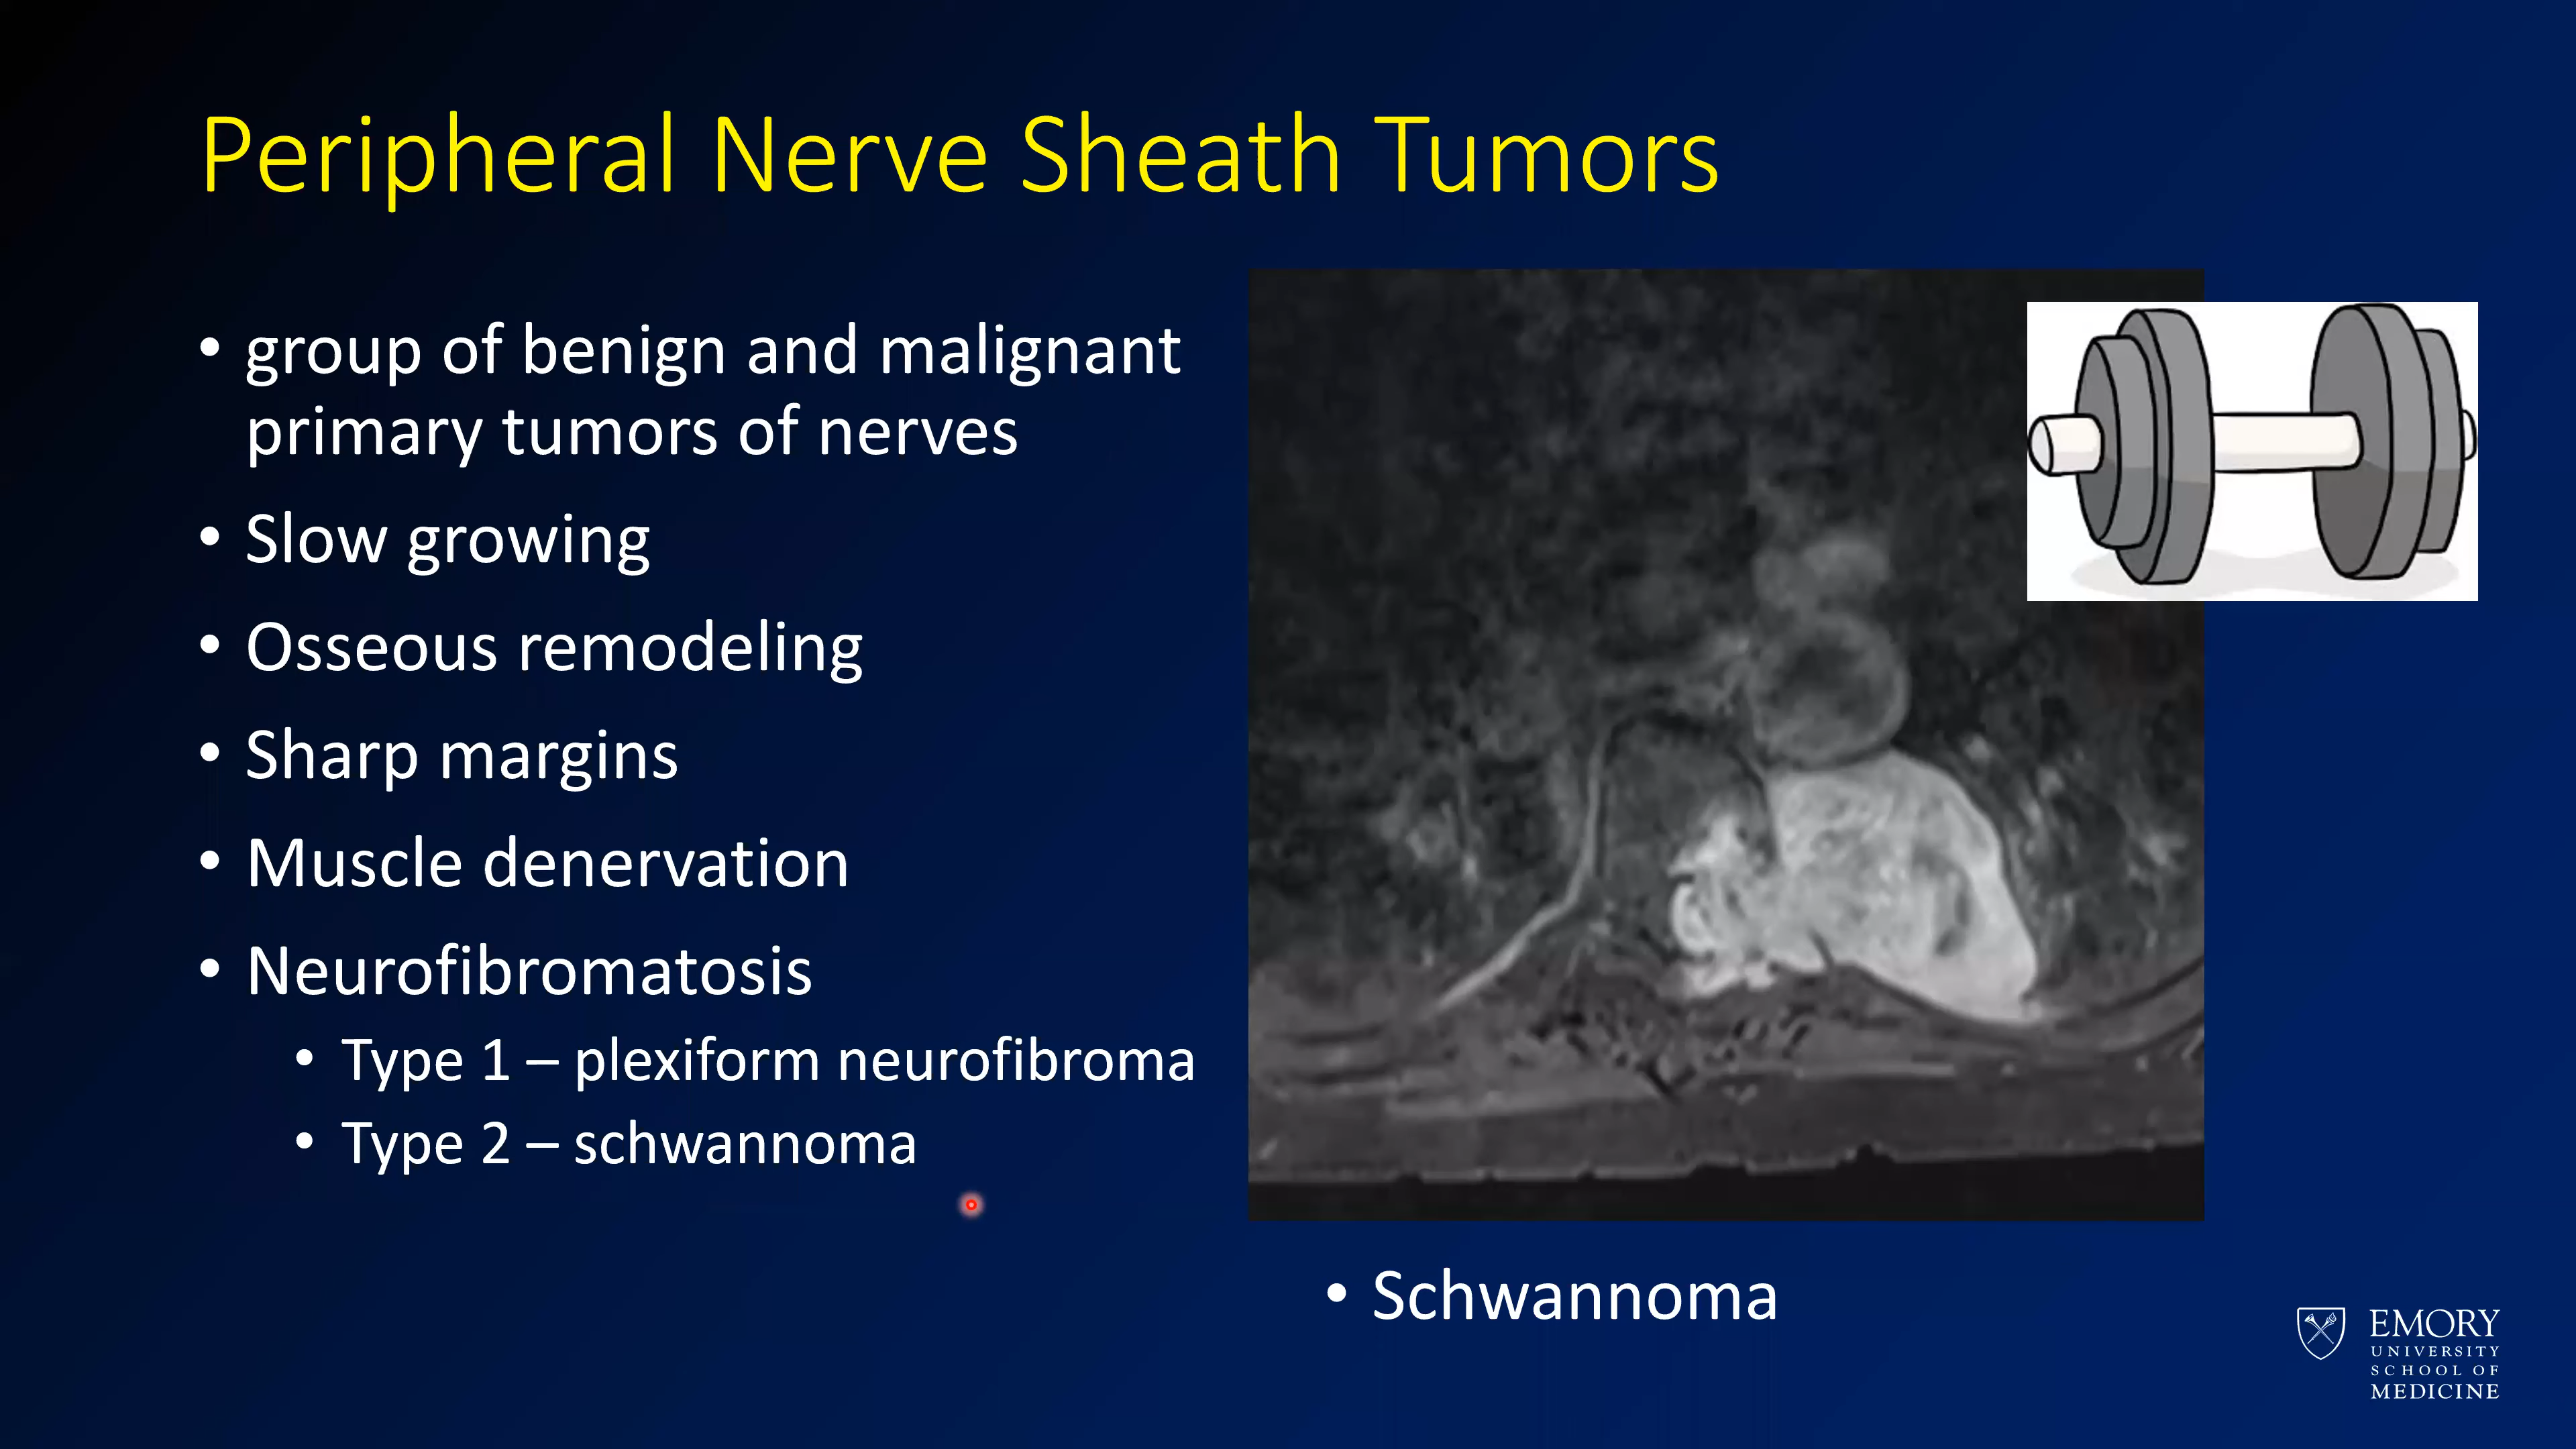 Peripheral Nerve Sheath Tumors
• group of benign and malignant
primary tumors of nerves
• Slow growing
• Osseous remodeling
• Sharp margins
• Muscle denervation
• Neurofibromatosis
• Type 1 – plexiform neurofibroma
• Type 2 – schwannoma
• Schwannoma
EMORY
UNIVERSITY
SCHOOL OF
MEDICINE